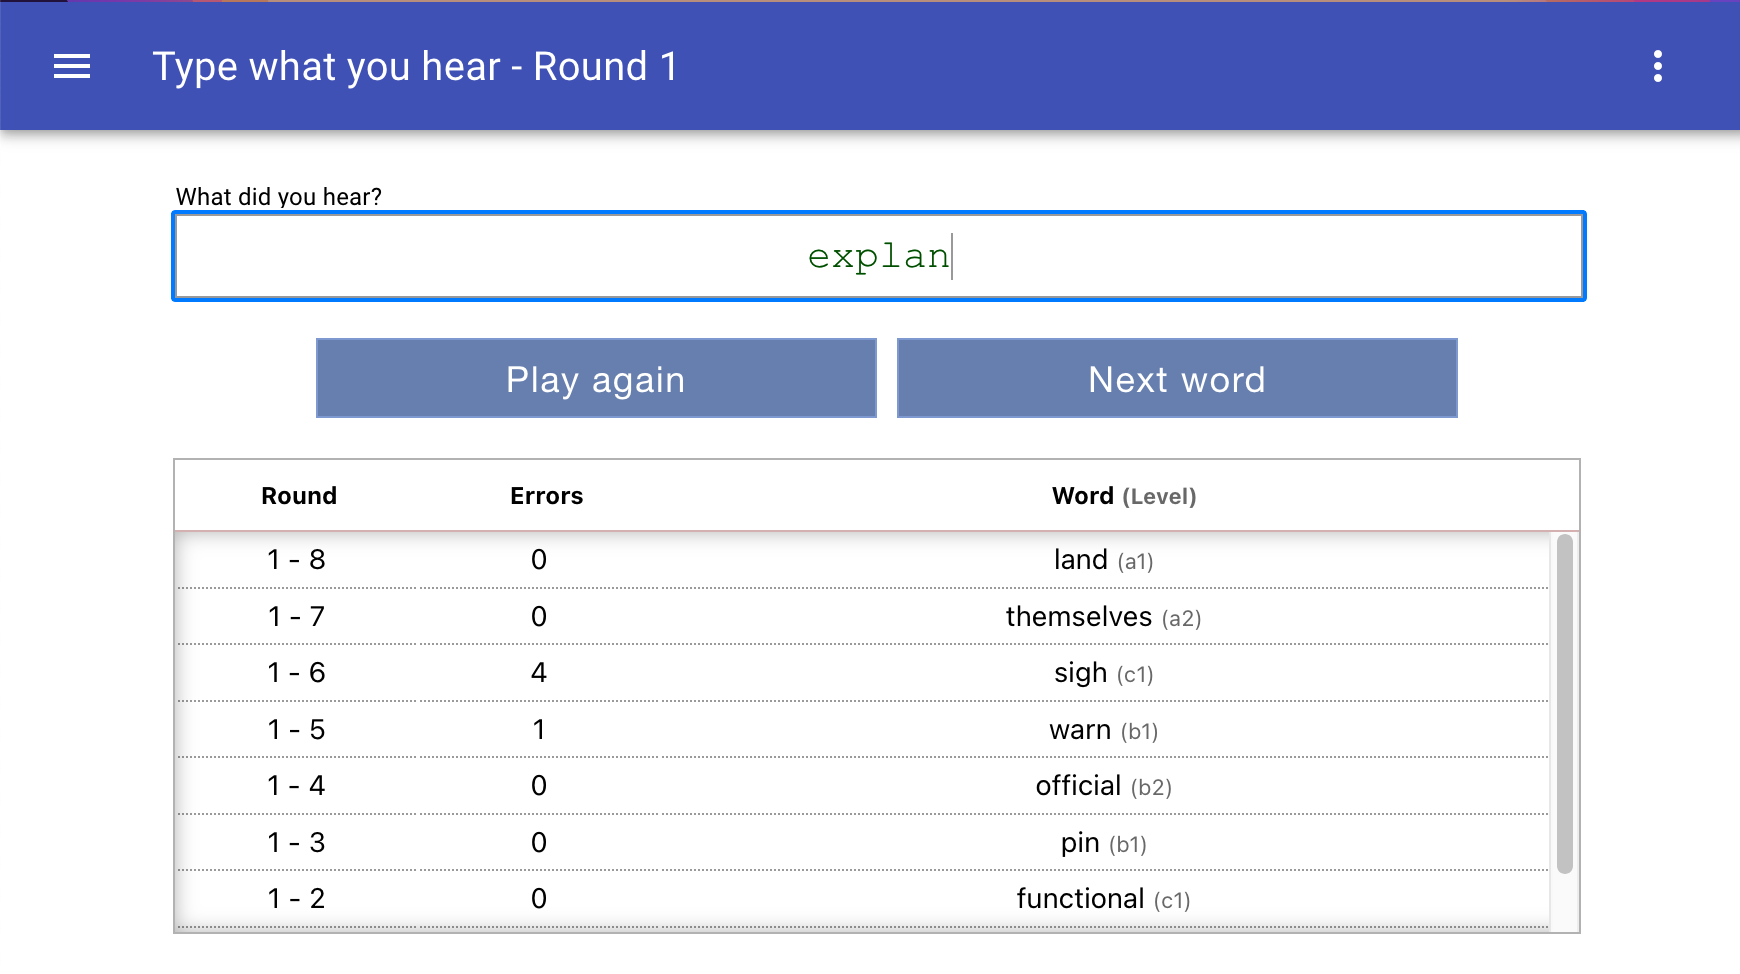 Type what you hear - Round 1
What did you hear?
explan
Play again Next word
Round Errors Word (Level)
1 - 8 0 land (a1)
1 - 7 0 themselves (a2)
1 - 6 4 sigh (c1)
1 - 5 1 warn (b1)
1 - 4 0 official (b2)
1 - 3 0 pin (b1)
1 - 2 0 functional (c1)